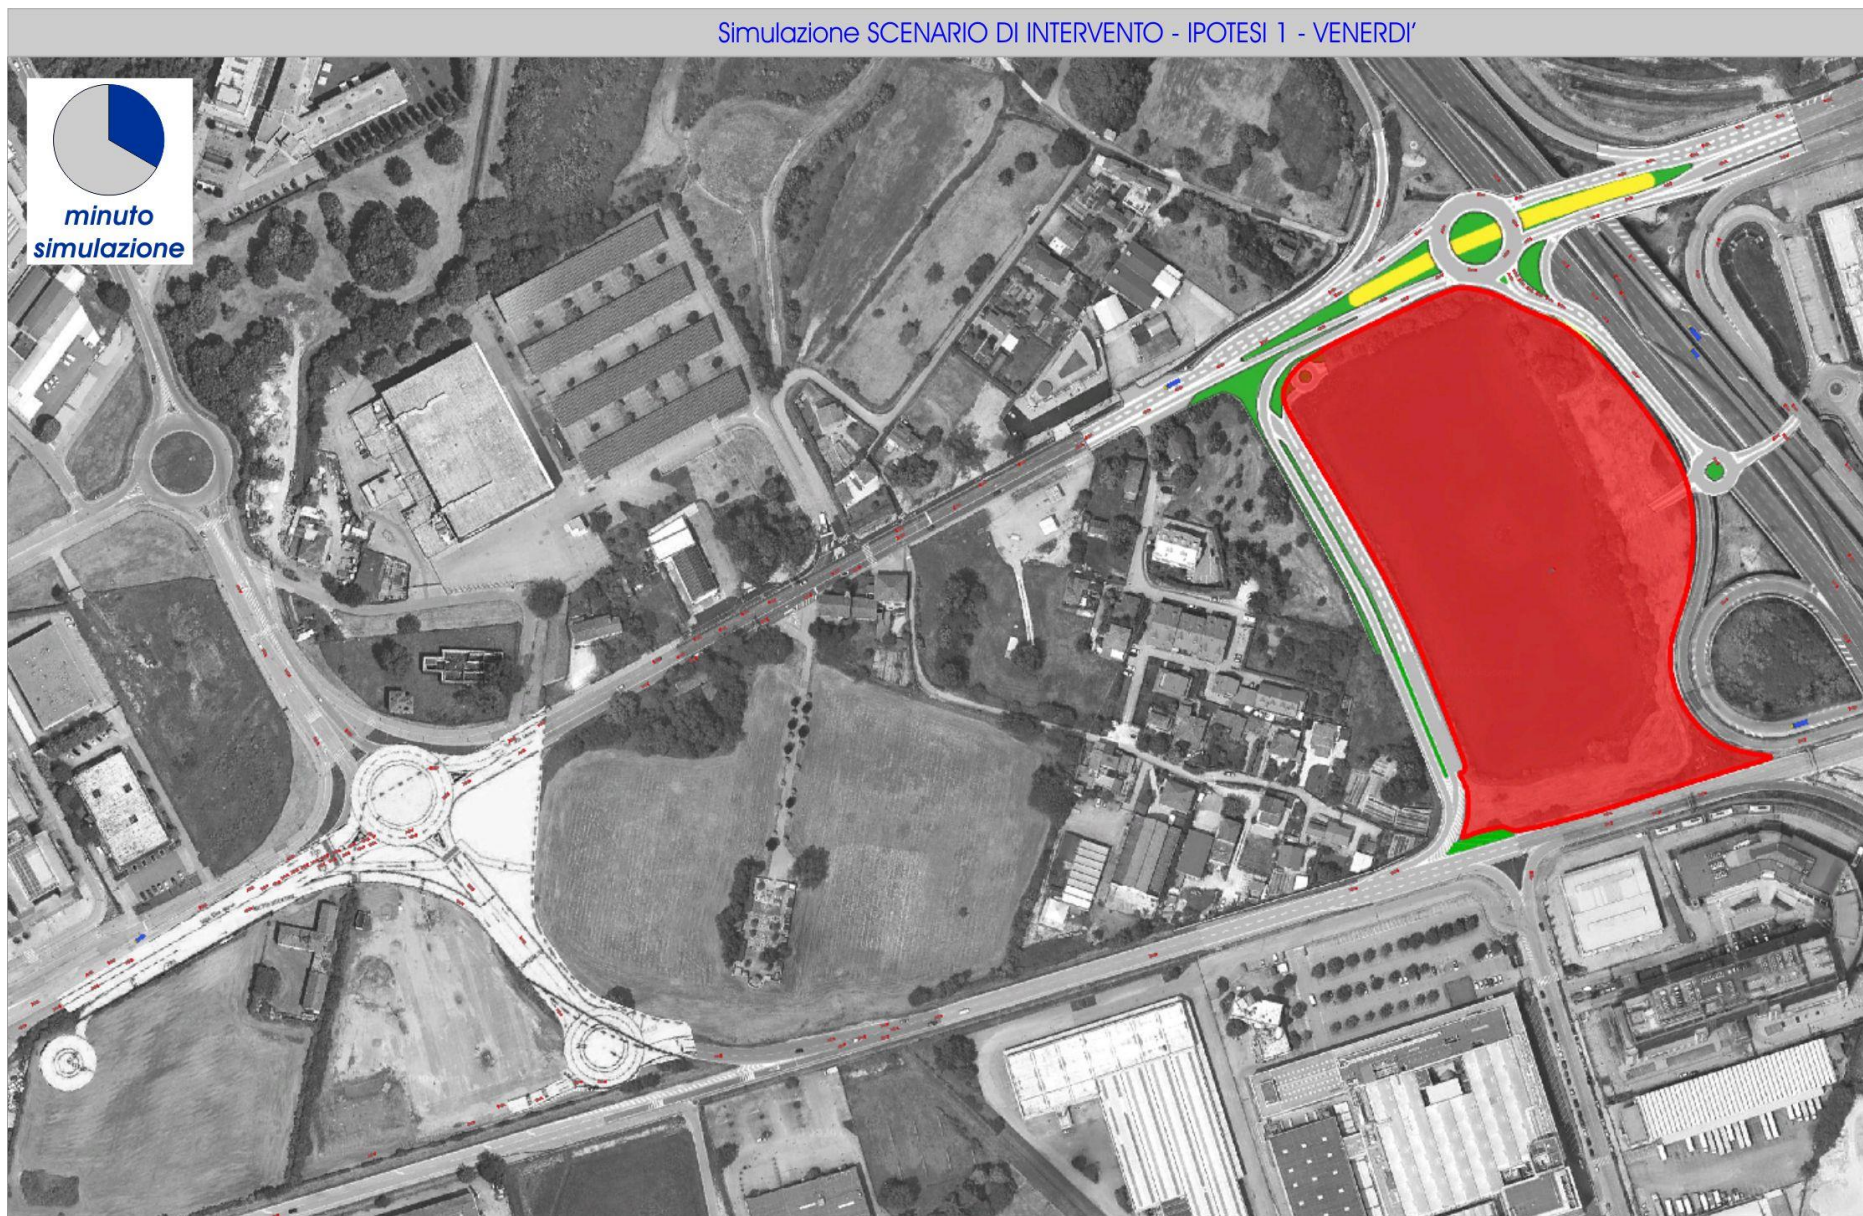 Simulazione SCENARIO DI INTERVENTO - IPOTESI 1 - VENERDI'
minuto
simulazione